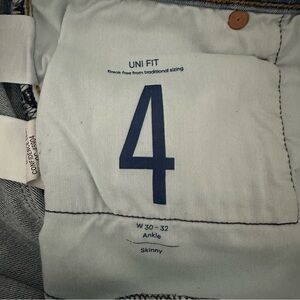 UNI FIT
Break free from traditional sizing
4
W 30 - 32
Ankle
Skinny